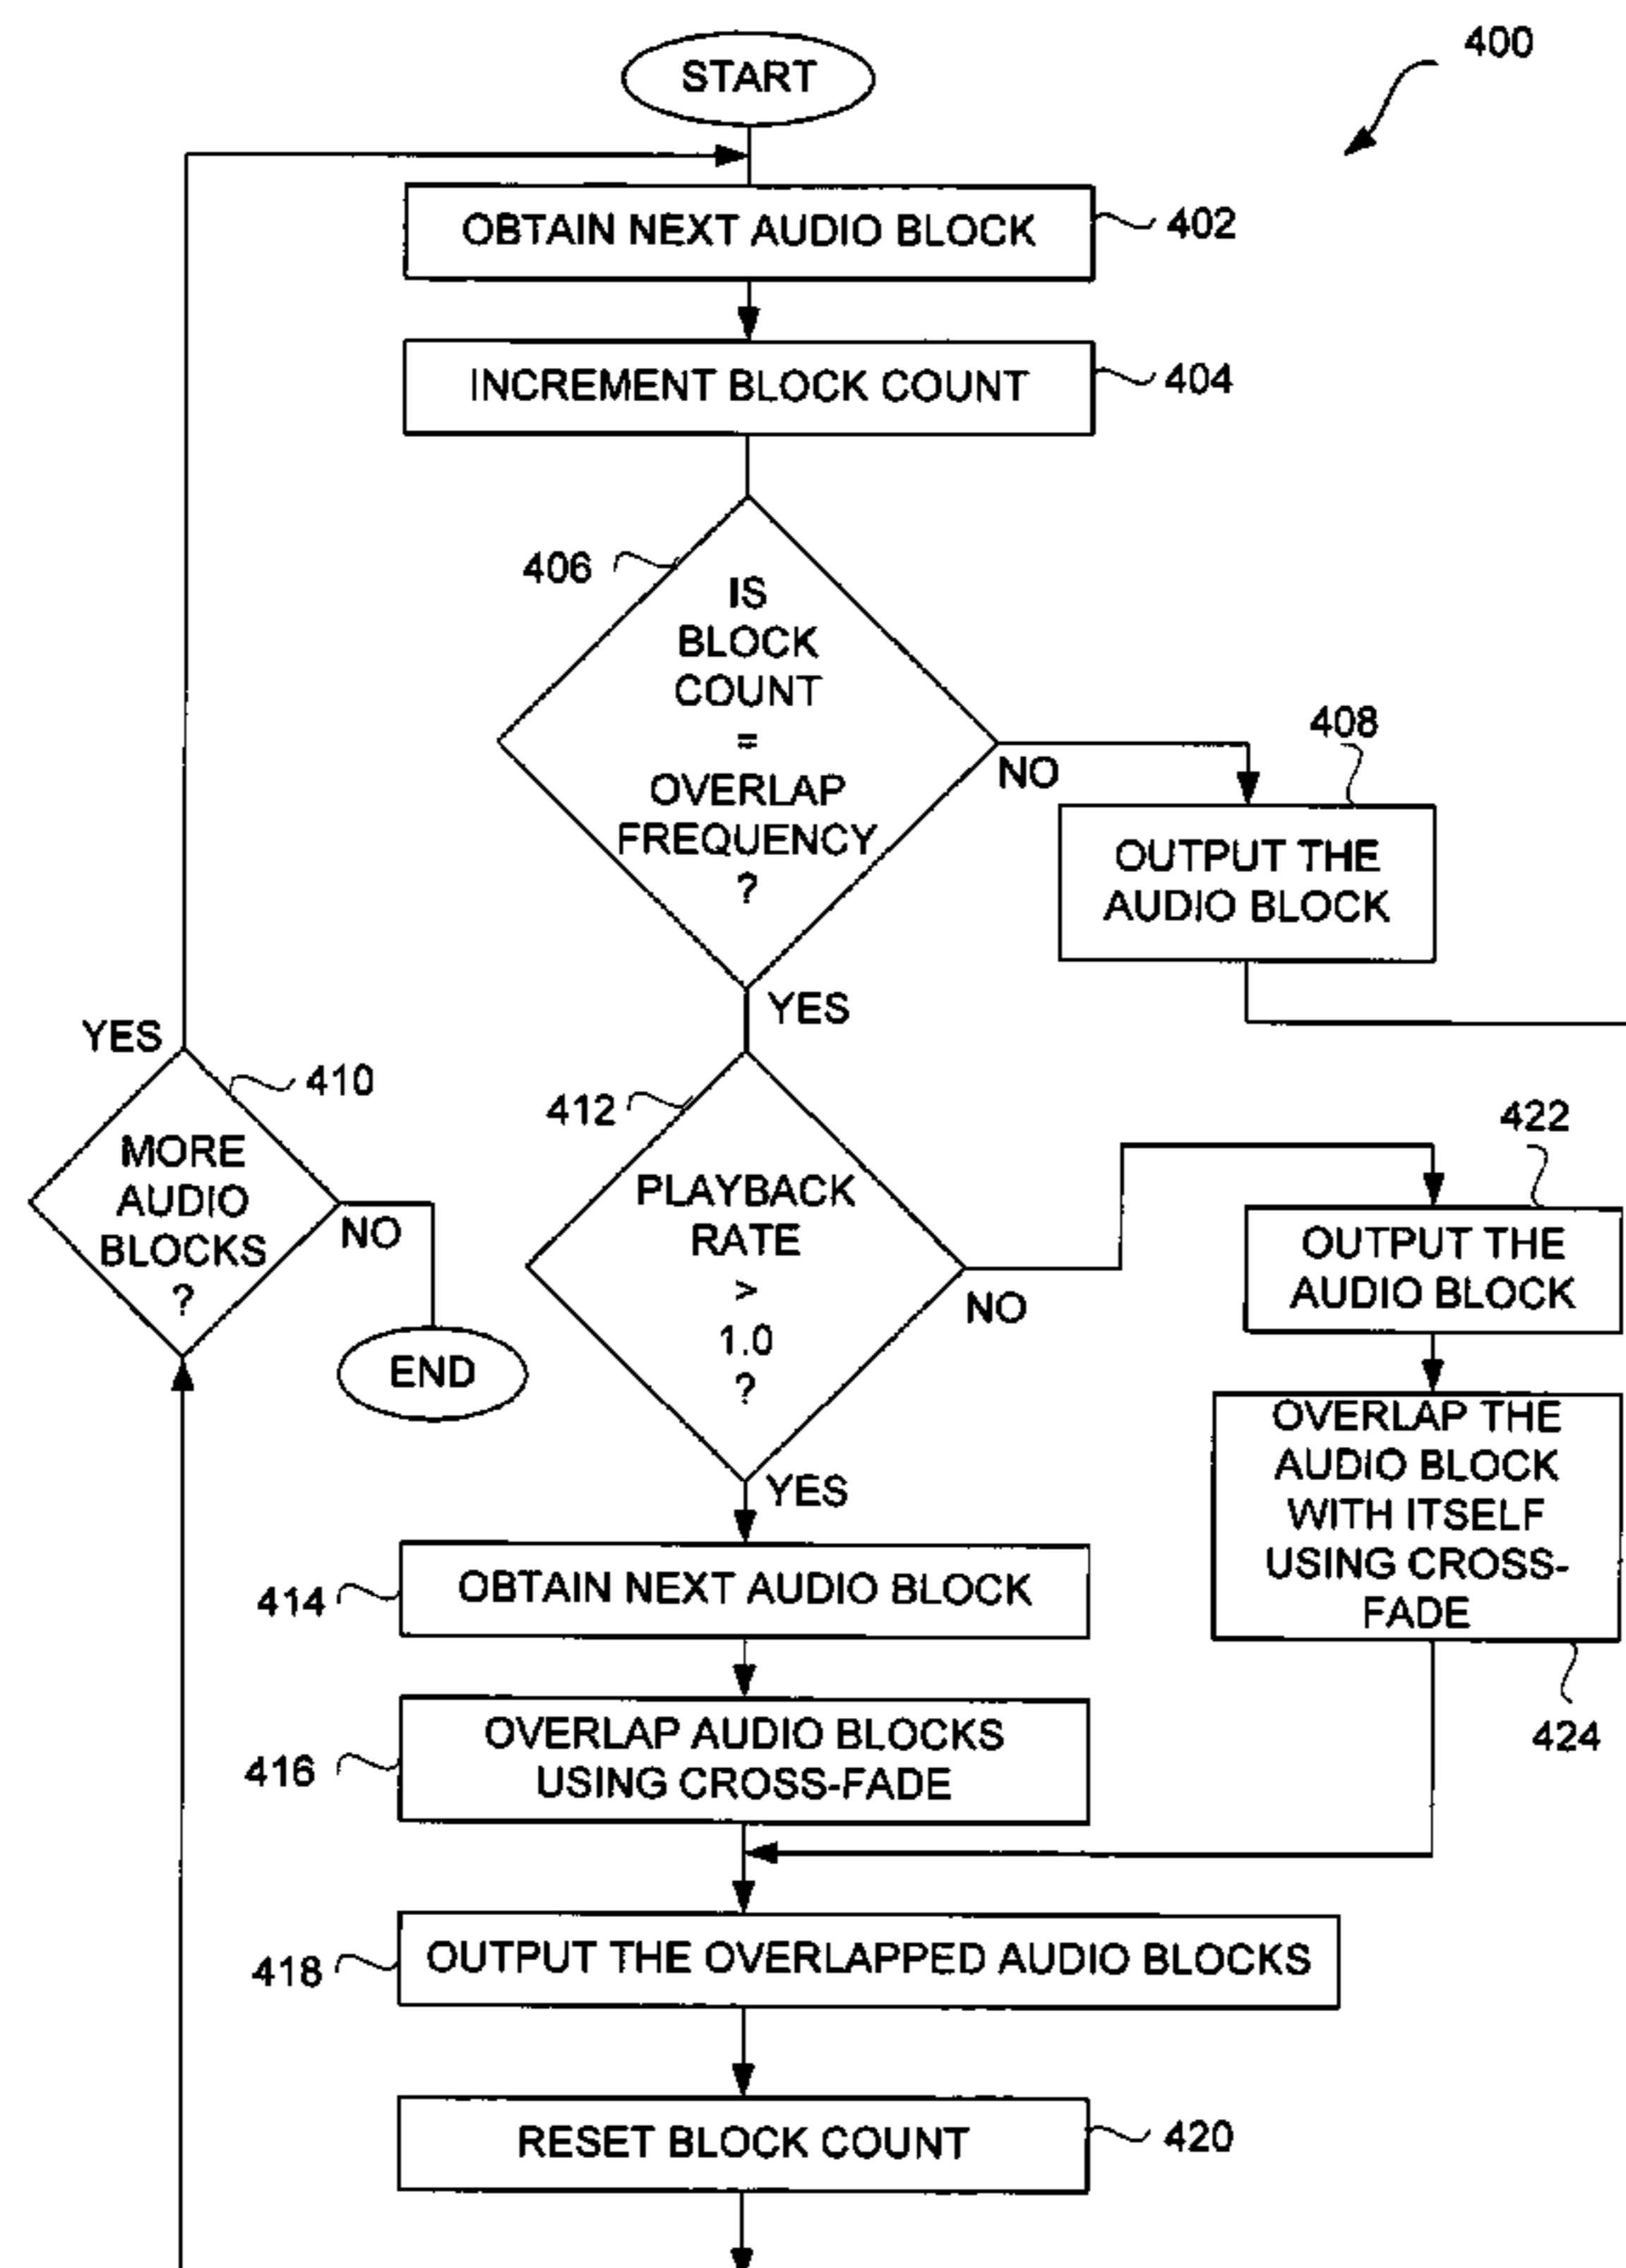 400
START
OBTAIN NEXT AUDIO BLOCK
402
INCREMENT BLOCK COUNT
404
406
IS
BLOCK
COUNT
=
OVERLAP
FREQUENCY
?
NO
408
OUTPUT THE
AUDIO BLOCK
YES
YES
410
MORE
AUDIO
BLOCKS
?
NO
END
412
PLAYBACK
RATE
>
1.0
?
NO
422
OUTPUT THE
AUDIO BLOCK
OVERLAP THE
AUDIO BLOCK
WITH ITSELF
USING CROSS-
FADE
424
YES
414
OBTAIN NEXT AUDIO BLOCK
416
OVERLAP AUDIO BLOCKS
USING CROSS-FADE
418
OUTPUT THE OVERLAPPED AUDIO BLOCKS
RESET BLOCK COUNT
420